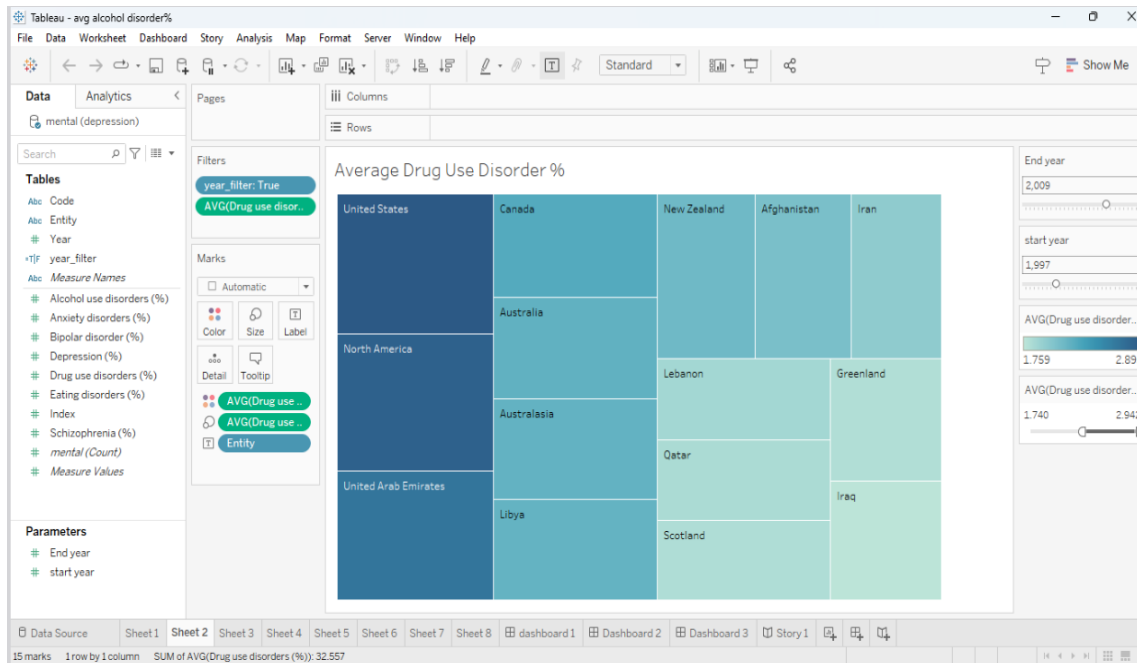 Tableau - avg alcohol disorder%
File Data Worksheet Dashboard Story Analysis Map Format Server Window Help
Standard
Show Me
Data Analytics
mental (depression)
Search
Tables
Abc Code
Abc Entity
# Year
=T|F year_filter
Abc Measure Names
# Alcohol use disorders (%)
# Anxiety disorders (%)
# Bipolar disorder (%)
# Depression (%)
# Drug use disorders (%)
# Eating disorders (%)
# Index
# Schizophrenia (%)
# mental (Count)
# Measure Values
Parameters
# End year
# start year
Pages
Filters
year_filter: True
AVG(Drug use disor..
Marks
Automatic
Color Size Label
Detail Tooltip
AVG(Drug use ..
AVG(Drug use ..
Entity
Columns
Rows
Average Drug Use Disorder %
United States
North America
United Arab Emirates
Canada
Australia
Australasia
Libya
New Zealand
Afghanistan
Iran
Lebanon
Qatar
Scotland
Greenland
Iraq
End year
2,009
start year
1,997
AVG(Drug use disorder..
1.759 2.89
AVG(Drug use disorder..
1.740 2.942
Data Source Sheet 1 Sheet 2 Sheet 3 Sheet 4 Sheet 5 Sheet 6 Sheet 7 Sheet 8 dashboard 1 Dashboard 2 Dashboard 3 Story 1
15 marks 1 row by 1 column SUM of AVG(Drug use disorders (%)): 32.557